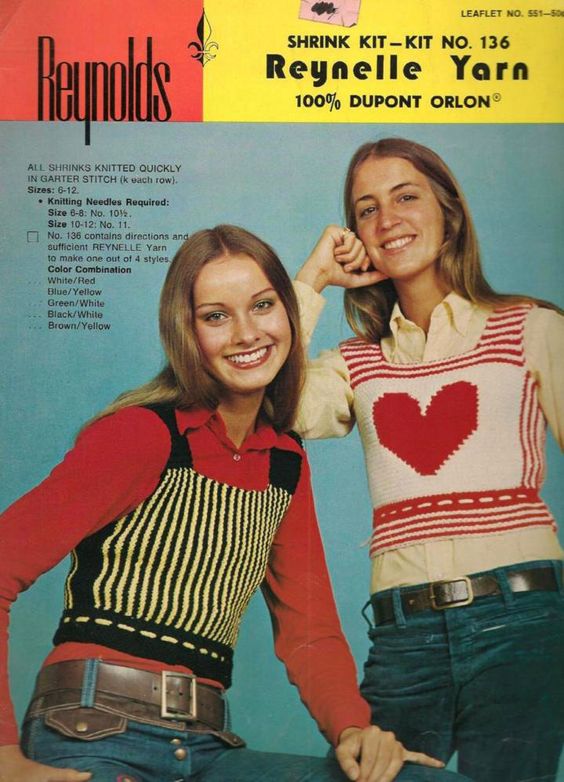 LEAFLET NO. 551—50¢
SHRINK KIT—KIT NO. 136
Reynolds
Reynelle Yarn
100% DUPONT ORLON®
ALL SHRINKS KNITTED QUICKLY
IN GARTER STITCH (k each row).
Sizes: 6-12.
• Knitting Needles Required:
Size 6-8: No. 10½.
Size 10-12: No. 11.
No. 136 contains directions and
sufficient REYNELLE Yarn
to make one out of 4 styles.
Color Combination
... White/Red
Blue/Yellow
... Green/White
... Black/White
... Brown/Yellow